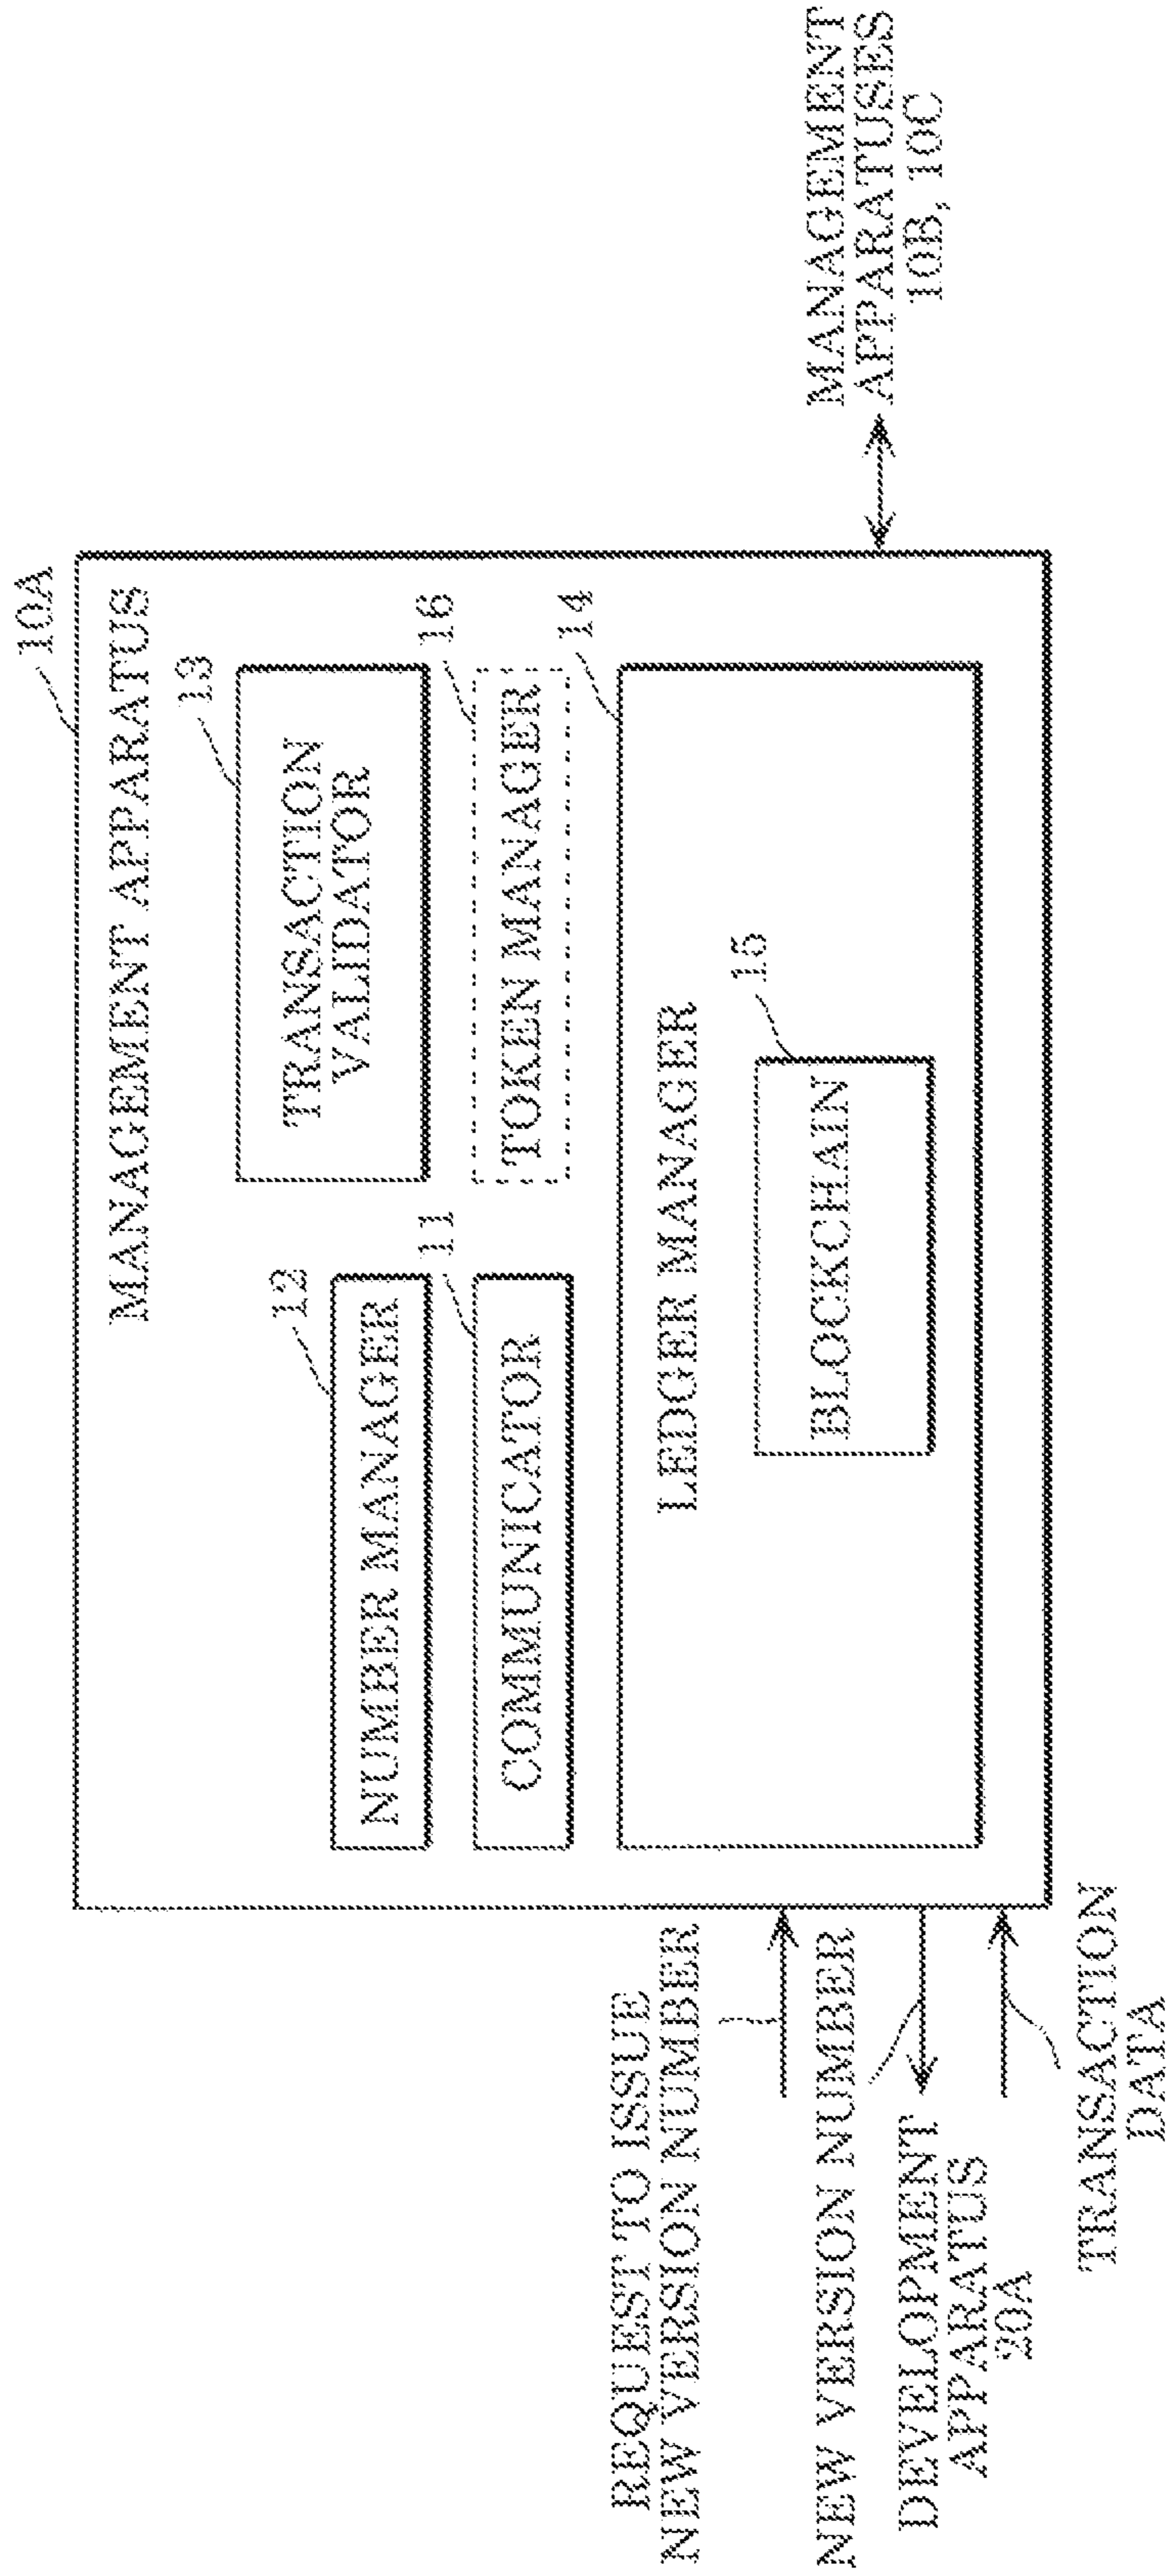 10A
MANAGEMENT APPARATUS
13
TRANSACTION
VALIDATOR
12
NUMBER MANAGER
11
COMMUNICATOR
16
TOKEN MANAGER
14
LEDGER MANAGER
15
BLOCKCHAIN
REQUEST TO ISSUE
NEW VERSION NUMBER
NEW VERSION NUMBER
DEVELOPMENT
APPARATUS
20A
TRANSACTION
DATA
MANAGEMENT
APPARATUSES
10B, 10C